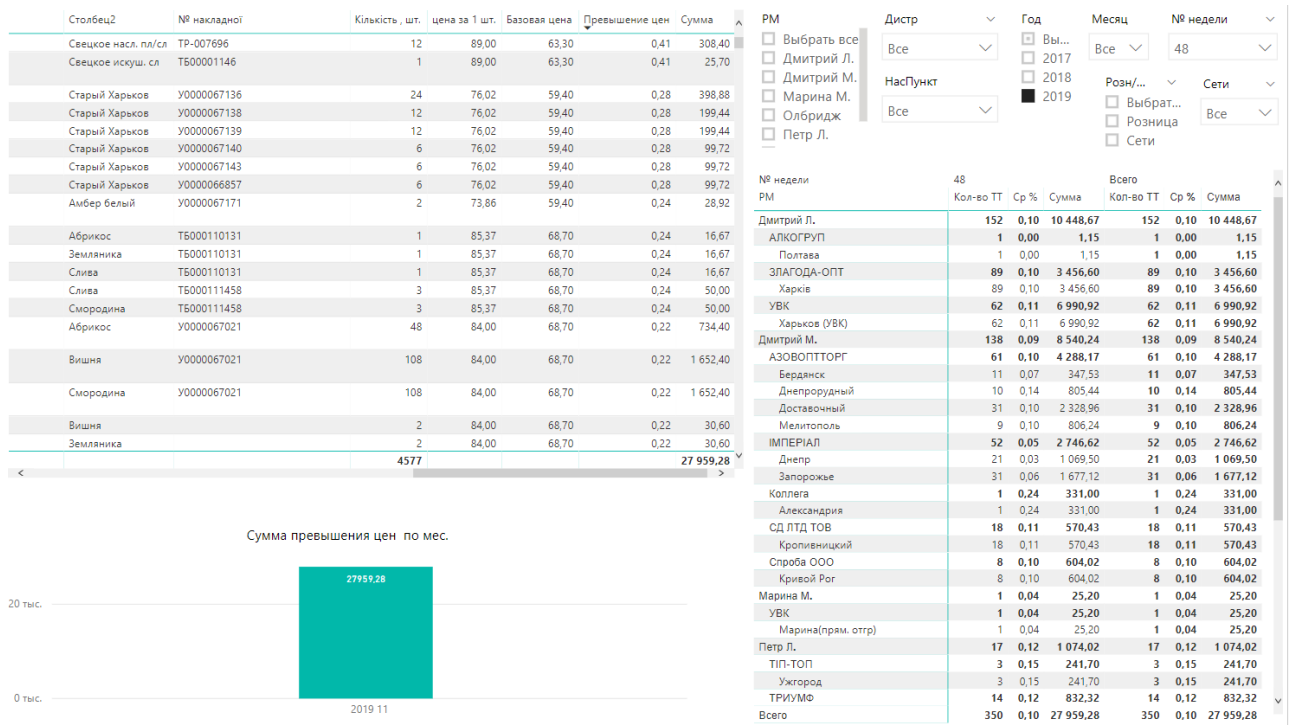 Столбец2 № накладної Кількість , шт. цена за 1 шт. Базовая цена Превышение цен Сумма
Свецкое насл. пл/сл ТР-007696 12 89,00 63,30 0,41 308,40
Свецкое искуш. сл ТБ00001146 1 89,00 63,30 0,41 25,70
Старый Харьков У0000067136 24 76,02 59,40 0,28 398,88
Старый Харьков У0000067138 12 76,02 59,40 0,28 199,44
Старый Харьков У0000067139 12 76,02 59,40 0,28 199,44
Старый Харьков У0000067140 6 76,02 59,40 0,28 99,72
Старый Харьков У0000067143 6 76,02 59,40 0,28 99,72
Старый Харьков У0000066857 6 76,02 59,40 0,28 99,72
Амбер белый У0000067171 2 73,86 59,40 0,24 28,92
Абрикос ТБ000110131 1 85,37 68,70 0,24 16,67
Земляника ТБ000110131 1 85,37 68,70 0,24 16,67
Слива ТБ000110131 1 85,37 68,70 0,24 16,67
Слива ТБ000111458 3 85,37 68,70 0,24 50,00
Смородина ТБ000111458 3 85,37 68,70 0,24 50,00
Абрикос У0000067021 48 84,00 68,70 0,22 734,40
Вишня У0000067021 108 84,00 68,70 0,22 1 652,40
Смородина У0000067021 108 84,00 68,70 0,22 1 652,40
Вишня 2 84,00 68,70 0,22 30,60
Земляника 2 84,00 68,70 0,22 30,60
4577 27 959,28
Сумма превышения цен по мес.
27959,28
20 тыс.
0 тыс.
2019 11
РМ
Выбрать все
Дмитрий Л.
Дмитрий М.
Марина М.
Олбридж
Петр Л.
Дистр
Все
НасПункт
Все
Год
Вы...
2017
2018
2019
Месяц
Все
№ недели
48
Розн/...
Выбрат...
Розница
Сети
Сети
Все
№ недели 48 Всего
РМ Кол-во ТТ Ср % Сумма Кол-во ТТ Ср % Сумма
Дмитрий Л. 152 0,10 10 448,67 152 0,10 10 448,67
АЛКОГРУП 1 0,00 1,15 1 0,00 1,15
Полтава 1 0,00 1,15 1 0,00 1,15
ЗЛАГОДА-ОПТ 89 0,10 3 456,60 89 0,10 3 456,60
Харків 89 0,10 3 456,60 89 0,10 3 456,60
УВК 62 0,11 6 990,92 62 0,11 6 990,92
Харьков (УВК) 62 0,11 6 990,92 62 0,11 6 990,92
Дмитрий М. 138 0,09 8 540,24 138 0,09 8 540,24
АЗОВОПТТОРГ 61 0,10 4 288,17 61 0,10 4 288,17
Бердянск 11 0,07 347,53 11 0,07 347,53
Днепрорудный 10 0,14 805,44 10 0,14 805,44
Доставочный 31 0,10 2 328,96 31 0,10 2 328,96
Мелитополь 9 0,10 806,24 9 0,10 806,24
ІМПЕРІАЛ 52 0,05 2 746,62 52 0,05 2 746,62
Днепр 21 0,03 1 069,50 21 0,03 1 069,50
Запорожье 31 0,06 1 677,12 31 0,06 1 677,12
Коллега 1 0,24 331,00 1 0,24 331,00
Александрия 1 0,24 331,00 1 0,24 331,00
СД ЛТД ТОВ 18 0,11 570,43 18 0,11 570,43
Кропивницкий 18 0,11 570,43 18 0,11 570,43
Спроба ООО 8 0,10 604,02 8 0,10 604,02
Кривой Рог 8 0,10 604,02 8 0,10 604,02
Марина М. 1 0,04 25,20 1 0,04 25,20
УВК 1 0,04 25,20 1 0,04 25,20
Марина(прям. отгр) 1 0,04 25,20 1 0,04 25,20
Петр Л. 17 0,12 1 074,02 17 0,12 1 074,02
ТІП-ТОП 3 0,15 241,70 3 0,15 241,70
Ужгород 3 0,15 241,70 3 0,15 241,70
ТРИУМФ 14 0,12 832,32 14 0,12 832,32
Всего 350 0,10 27 959,28 350 0,10 27 959,28